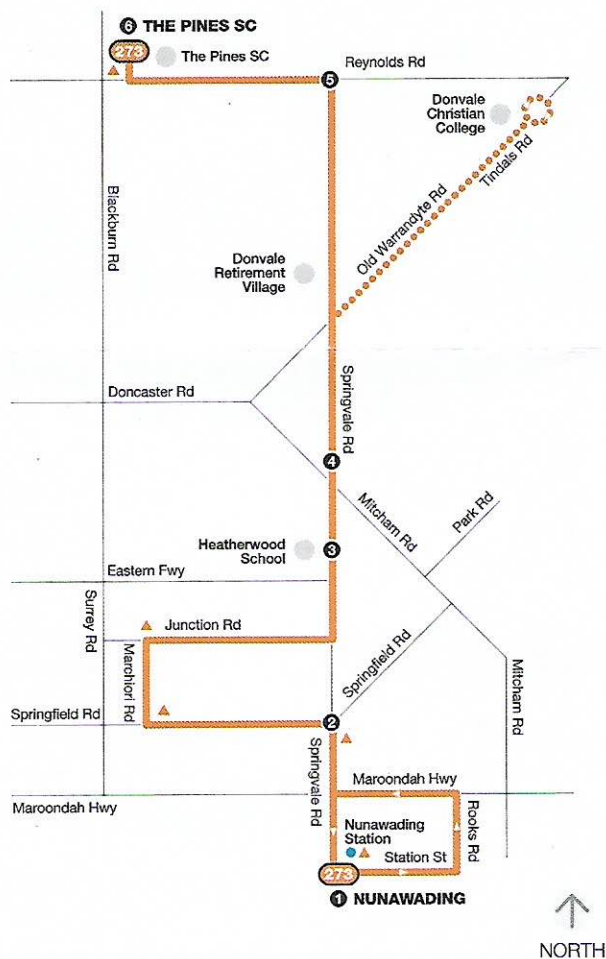 6 THE PINES SC
273
The Pines SC
5
Reynolds Rd
Donvale
Christian
College
Tindals Rd
Old Warrandyte Rd
Blackburn Rd
Donvale
Retirement
Village
Doncaster Rd
Springvale Rd
4
Mitcham Rd
Park Rd
Heatherwood
School
3
Eastern Fwy
Surrey Rd
Junction Rd
Marchiori Rd
Springfield Rd
Mitcham Rd
Springfield Rd
2
Springvale Rd
Maroondah Hwy
Maroondah Hwy
Rooks Rd
Nunawading
Station
Station St
273
1 NUNAWADING
NORTH